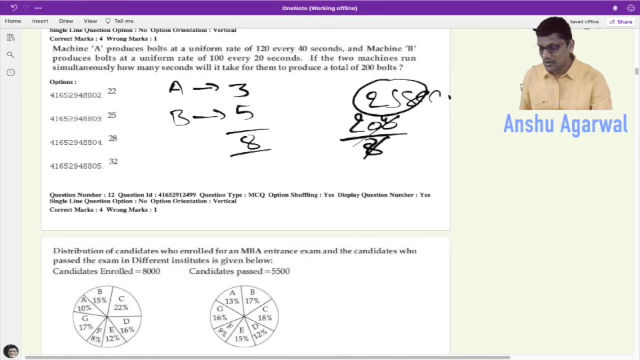 OneNote (Working offline)
Layout Tell me
Saved offline Share
Single Line Question Option: No Option Orientation: Vertical
Correct Marks : 4 Wrong Marks : 1
Machine 'A' produces bolts at a uniform rate of 120 every 40 seconds, and Machine 'B'
produces bolts at a uniform rate of 100 every 20 seconds. If the two machines run
simultaneously how many seconds will it take for them to produce a total of 200 bolts ?
Options :
41652948802. 22
41652948803. 25
41652948804. 28
41652948805. 32
A → 3
B → 5
8
200
8
Anshu Agarwal
Question Number : 12 Question Id : 41652912499 Question Type : MCQ Option Shuffling : Yes Display Question Number : Yes
Single Line Question Option : No Option Orientation : Vertical
Correct Marks : 4 Wrong Marks : 1
Distribution of candidates who enrolled for an MBA entrance exam and the candidates who
passed the exam in Different institutes is given below:
Candidates Enrolled = 8000 Candidates passed = 5500
A 10%
B 15%
C 22%
D 16%
E 12%
F 8%
G 17%
A 13%
B 17%
C 18%
D 12%
E 15%
F 9%
G 16%